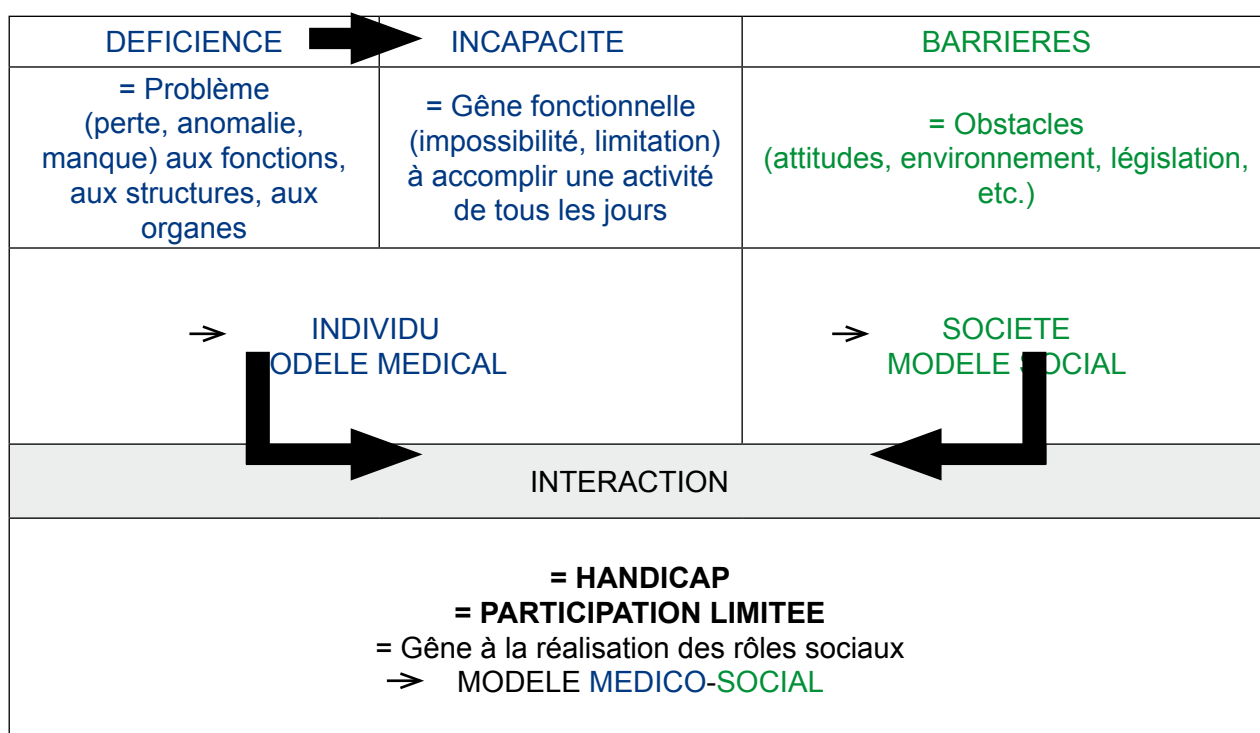 DEFICIENCE
INCAPACITE
BARRIERES
= Problème
(perte, anomalie,
manque) aux fonctions,
aux structures, aux
organes
= Gêne fonctionnelle
(impossibilité, limitation)
à accomplir une activité
de tous les jours
= Obstacles
(attitudes, environnement, législation,
etc.)
→ INDIVIDU
ODELE MEDICAL
→ SOCIETE
MODELE SOCIAL
INTERACTION
= HANDICAP
= PARTICIPATION LIMITEE
= Gêne à la réalisation des rôles sociaux
→ MODELE MEDICO-SOCIAL